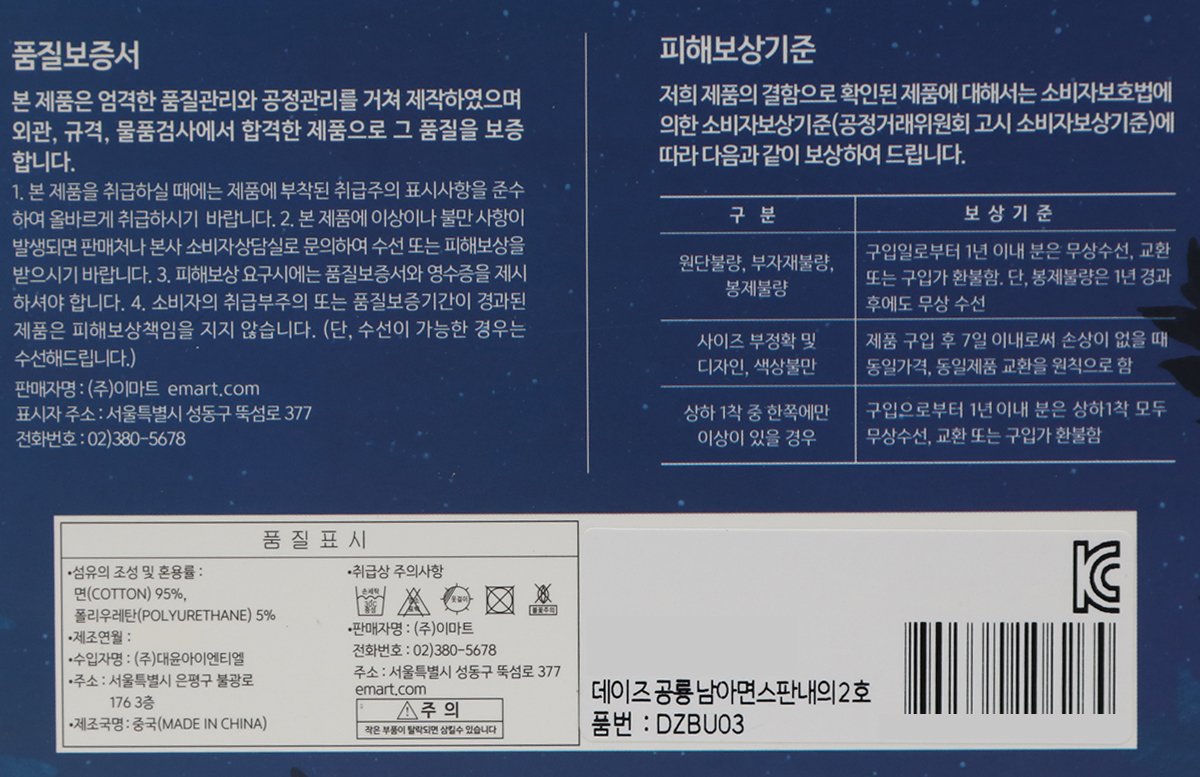 품질보증서
본 제품은 엄격한 품질관리와 공정관리를 거쳐 제작하였으며
외관, 규격, 물품검사에서 합격한 제품으로 그 품질을 보증
합니다.
1. 본 제품을 취급하실 때에는 제품에 부착된 취급주의 표시사항을 준수
하여 올바르게 취급하시기 바랍니다. 2. 본 제품에 이상이나 불만 사항이
발생되면 판매처나 본사 소비자상담실로 문의하여 수선 또는 피해보상을
받으시기 바랍니다. 3. 피해보상 요구시에는 품질보증서와 영수증을 제시
하셔야 합니다. 4. 소비자의 취급부주의 또는 품질보증기간이 경과된
제품은 피해보상책임을 지지 않습니다. (단, 수선이 가능한 경우는
수선해드립니다.)
판매자명 : (주)이마트 emart.com
표시자 주소 : 서울특별시 성동구 뚝섬로 377
전화번호 : 02)380-5678
피해보상기준
저희 제품의 결함으로 확인된 제품에 대해서는 소비자보호법에
의한 소비자보상기준(공정거래위원회 고시 소비자보상기준)에
따라 다음과 같이 보상하여 드립니다.
구 분
보 상 기 준
원단불량, 부자재불량,
봉제불량
구입일로부터 1년 이내 분은 무상수선, 교환
또는 구입가 환불함. 단, 봉제불량은 1년 경과
후에도 무상 수선
사이즈 부정확 및
디자인, 색상불만
제품 구입 후 7일 이내로써 손상이 없을 때
동일가격, 동일제품 교환을 원칙으로 함
상하 1착 중 한쪽에만
이상이 있을 경우
구입으로부터 1년 이내 분은 상하1착 모두
무상수선, 교환 또는 구입가 환불함
품 질 표 시
•섬유의 조성 및 혼용률 :
면(COTTON) 95%,
폴리우레탄(POLYURETHANE) 5%
•제조연월 :
•수입자명 : (주)대윤아이엔티엘
•주소 : 서울특별시 은평구 불광로
176 3층
•제조국명 : 중국(MADE IN CHINA)
•취급상 주의사항
손세탁
30℃
중성
옷걸이
불꽃주의
•판매자명 : (주)이마트
전화번호 : 02)380-5678
주소 : 서울특별시 성동구 뚝섬로 377
emart.com
주 의
작은 부품이 탈락되면 삼킬수 있습니다
데이즈 공룡 남아면스판내의 2호
품번 : DZBU03